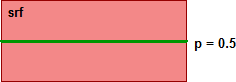 srf
p = 0.5